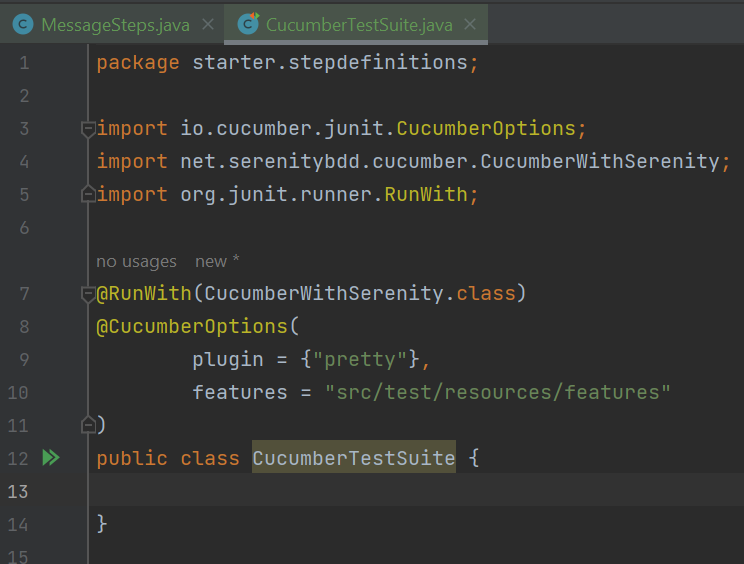 MessageSteps.java
CucumberTestSuite.java
1 package starter.stepdefinitions;
2
3 import io.cucumber.junit.CucumberOptions;
4 import net.serenitybdd.cucumber.CucumberWithSerenity;
5 import org.junit.runner.RunWith;
6
no usages new *
7 @RunWith(CucumberWithSerenity.class)
8 @CucumberOptions(
9 plugin = {"pretty"},
10 features = "src/test/resources/features"
11 )
12 public class CucumberTestSuite {
13
14 }
15